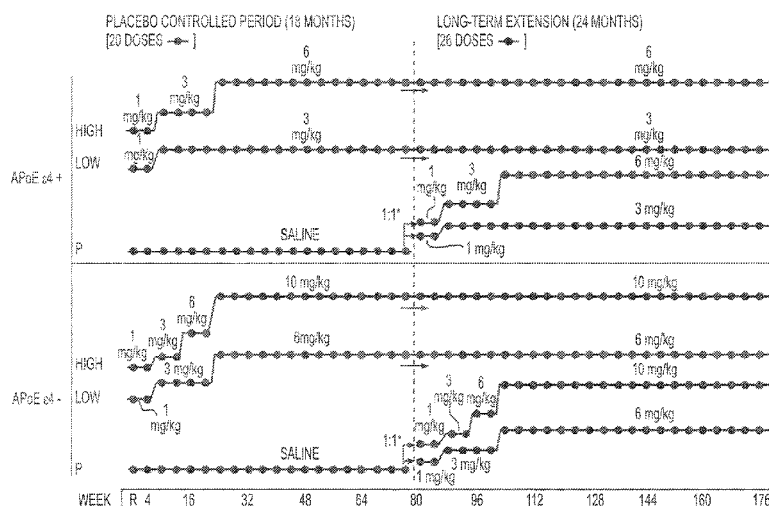 PLACEBO CONTROLLED PERIOD (18 MONTHS)
[20 DOSES ]
LONG-TERM EXTENSION (24 MONTHS)
[26 DOSES ]
6
mg/kg
6
mg/kg
3
mg/kg
1
mg/kg
HIGH
3
mg/kg
3
mg/kg
1
mg/kg
LOW
APoE ε4 +
6 mg/kg
3
mg/kg
1
mg/kg
1:1*
3 mg/kg
SALINE
1 mg/kg
P
10 mg/kg
10 mg/kg
6
mg/kg
3
mg/kg
1
mg/kg
HIGH
6mg/kg
6 mg/kg
3 mg/kg
LOW
APoE ε4 -
1
mg/kg
10 mg/kg
6
mg/kg
3
mg/kg
1
mg/kg
6 mg/kg
1:1*
SALINE
3 mg/kg
1 mg/kg
P
WEEK R 4 16 32 48 64 80 96 112 128 144 160 176